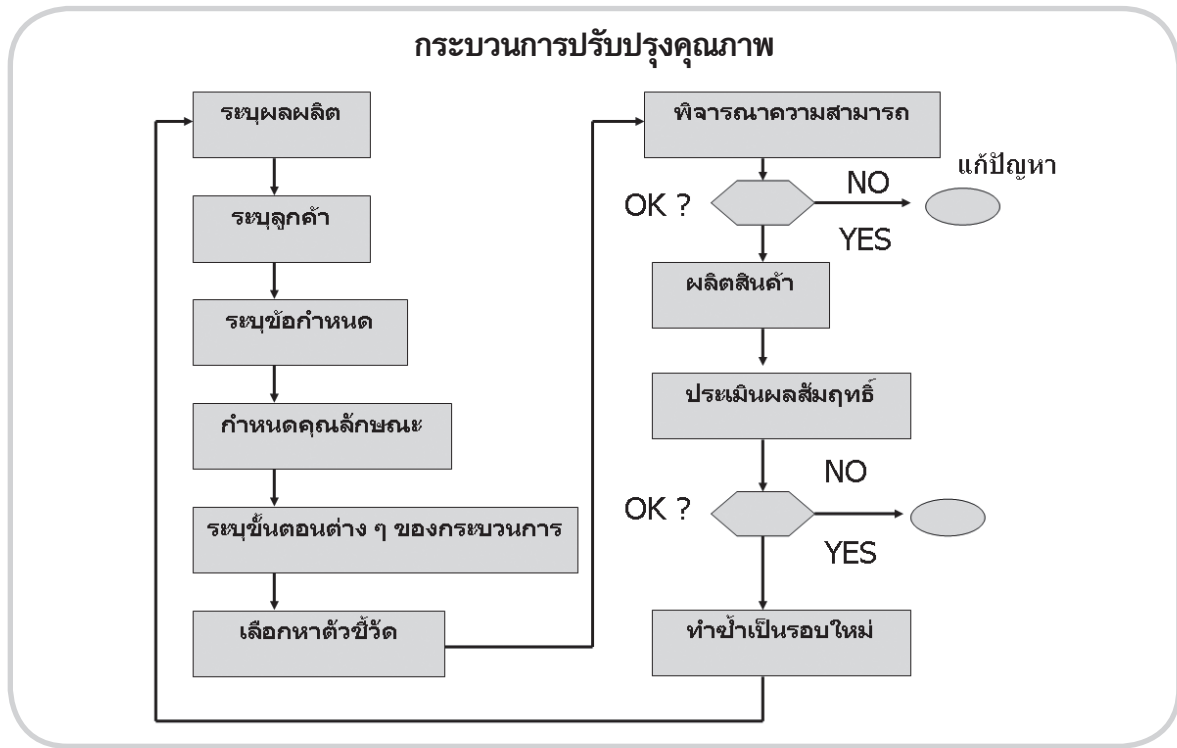 กระบวนการปรับปรุงคุณภาพ
ระบุผลผลิต
ระบุลูกค้า
ระบุข้อกำหนด
กำหนดคุณลักษณะ
ระบุขั้นตอนต่าง ๆ ของกระบวนการ
เลือกหาตัวชี้วัด
พิจารณาความสามารถ
OK ?
NO
แก้ปัญหา
YES
ผลิตสินค้า
ประเมินผลสัมฤทธิ์
OK ?
NO
YES
ทำซ้ำเป็นรอบใหม่